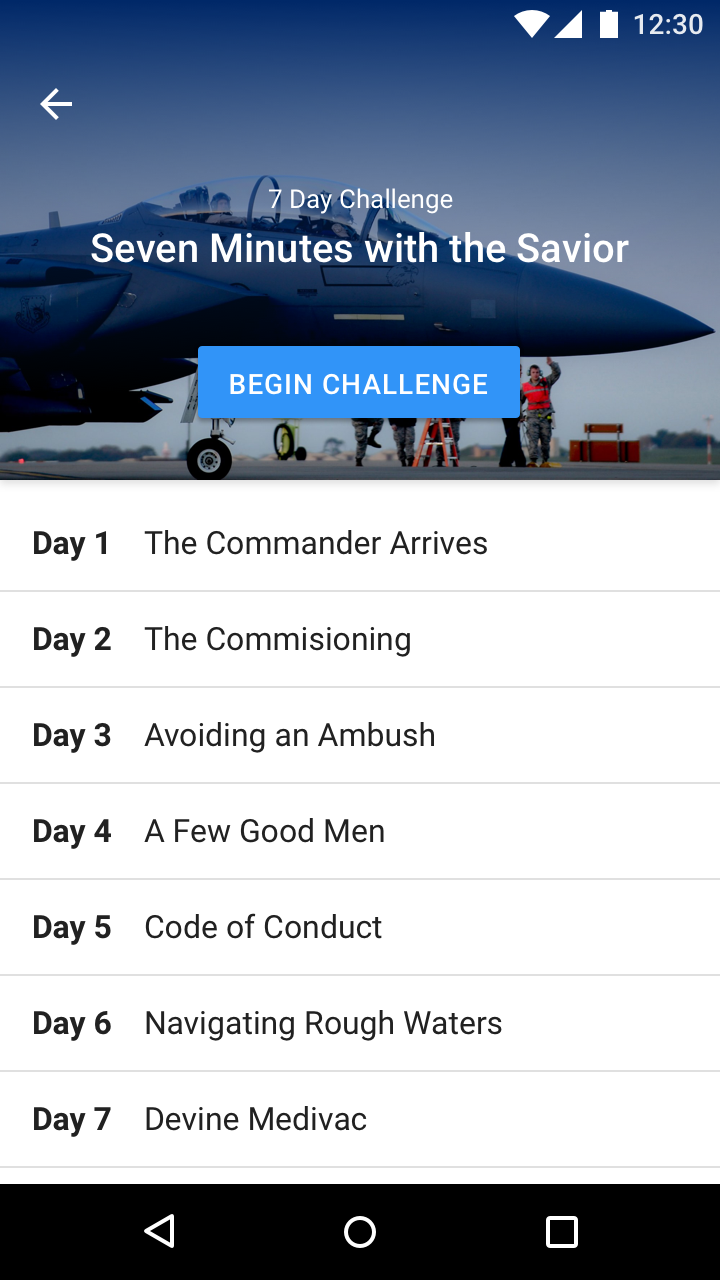 12:30
7 Day Challenge
Seven Minutes with the Savior
BEGIN CHALLENGE
Day 1 The Commander Arrives
Day 2 The Commisioning
Day 3 Avoiding an Ambush
Day 4 A Few Good Men
Day 5 Code of Conduct
Day 6 Navigating Rough Waters
Day 7 Devine Medivac